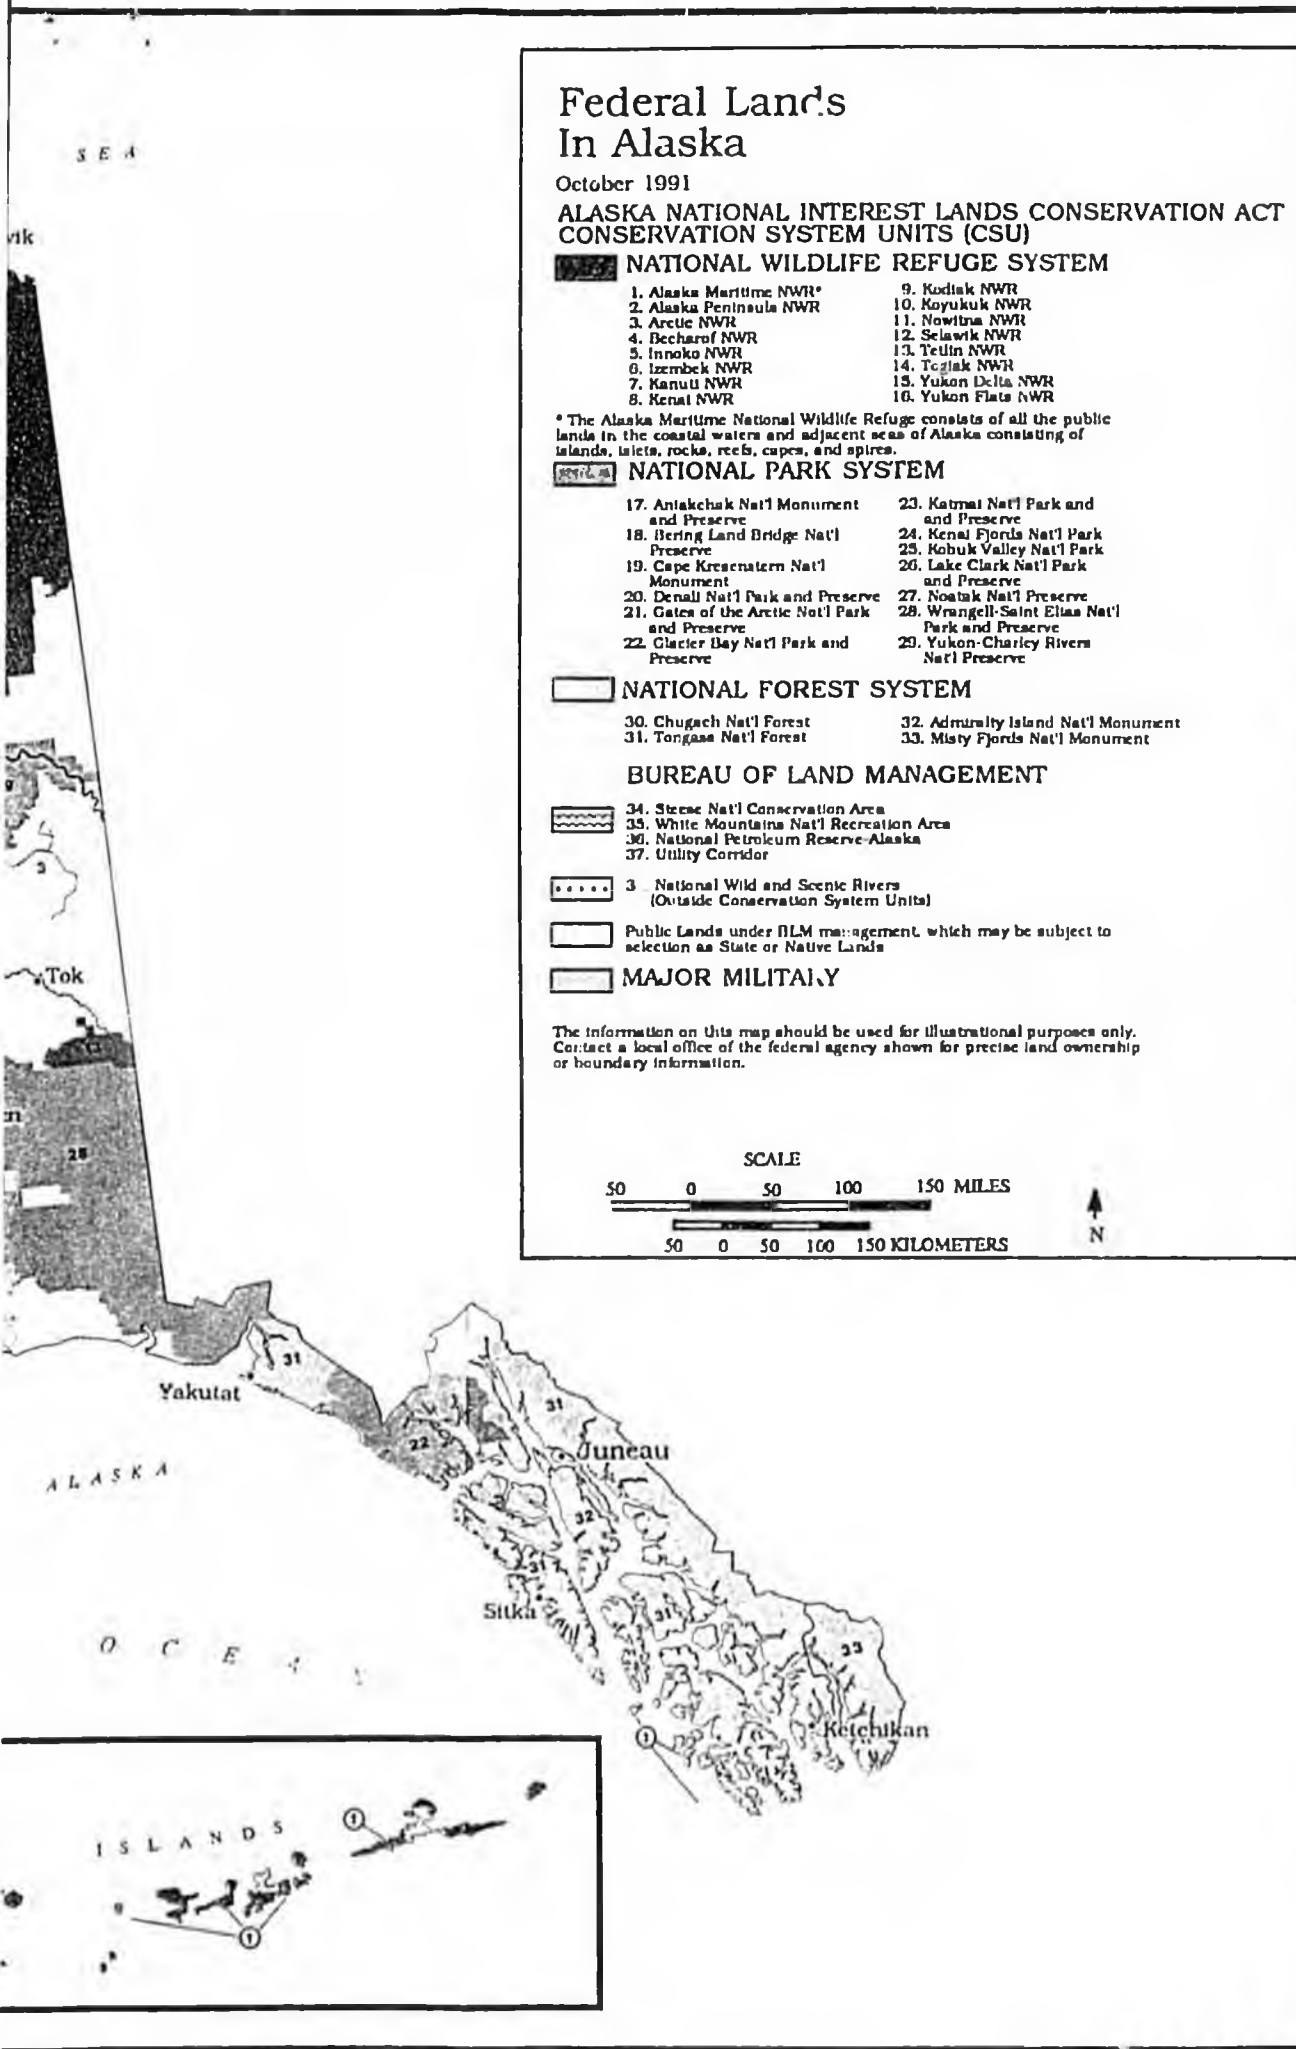 Federal Lands
In Alaska
October 1991
ALASKA NATIONAL INTEREST LANDS CONSERVATION ACT
CONSERVATION SYSTEM UNITS (CSU)
NATIONAL WILDLIFE REFUGE SYSTEM
1. Alaska Maritime NWR*
2. Alaska Peninsula NWR
3. Arctic NWR
4. Becharof NWR
5. Innoko NWR
6. Izembek NWR
7. Kanuti NWR
8. Kenai NWR
9. Kodiak NWR
10. Koyukuk NWR
11. Nowitna NWR
12. Selawik NWR
13. Tetlin NWR
14. Togiak NWR
15. Yukon Delta NWR
16. Yukon Flats NWR
* The Alaska Maritime National Wildlife Refuge consists of all the public
lands in the coastal waters and adjacent seas of Alaska consisting of
islands, islets, rocks, reefs, capes, and spires.
NATIONAL PARK SYSTEM
17. Aniakchak Nat'l Monument
and Preserve
18. Bering Land Bridge Nat'l
Preserve
19. Cape Krusenstern Nat'l
Monument
20. Denali Nat'l Park and Preserve
21. Gates of the Arctic Nat'l Park
and Preserve
22. Glacier Bay Nat'l Park and
Preserve
23. Katmai Nat'l Park and
and Preserve
24. Kenai Fjords Nat'l Park
25. Kobuk Valley Nat'l Park
26. Lake Clark Nat'l Park
and Preserve
27. Noatak Nat'l Preserve
28. Wrangell-Saint Elias Nat'l
Park and Preserve
29. Yukon-Charley Rivers
Nat'l Preserve
NATIONAL FOREST SYSTEM
30. Chugach Nat'l Forest
31. Tongass Nat'l Forest
32. Admiralty Island Nat'l Monument
33. Misty Fjords Nat'l Monument
BUREAU OF LAND MANAGEMENT
34. Steese Nat'l Conservation Area
35. White Mountains Nat'l Recreation Area
36. National Petroleum Reserve-Alaska
37. Utility Corridor
3 National Wild and Scenic Rivers
(Outside Conservation System Units)
Public Lands under BLM management, which may be subject to
selection as State or Native Lands
MAJOR MILITARY
The information on this map should be used for illustrational purposes only.
Contact a local office of the federal agency shown for precise land ownership
or boundary information.
SCALE
50 0 50 100 150 MILES
50 0 50 100 150 KILOMETERS
N
SEA
vik
3
Tok
13
en
28
31
Yakutat
22
31
Juneau
32
31
Sitka
31
33
Ketchikan
1
ALASKA
OCEA
ISLANDS
1
9
1